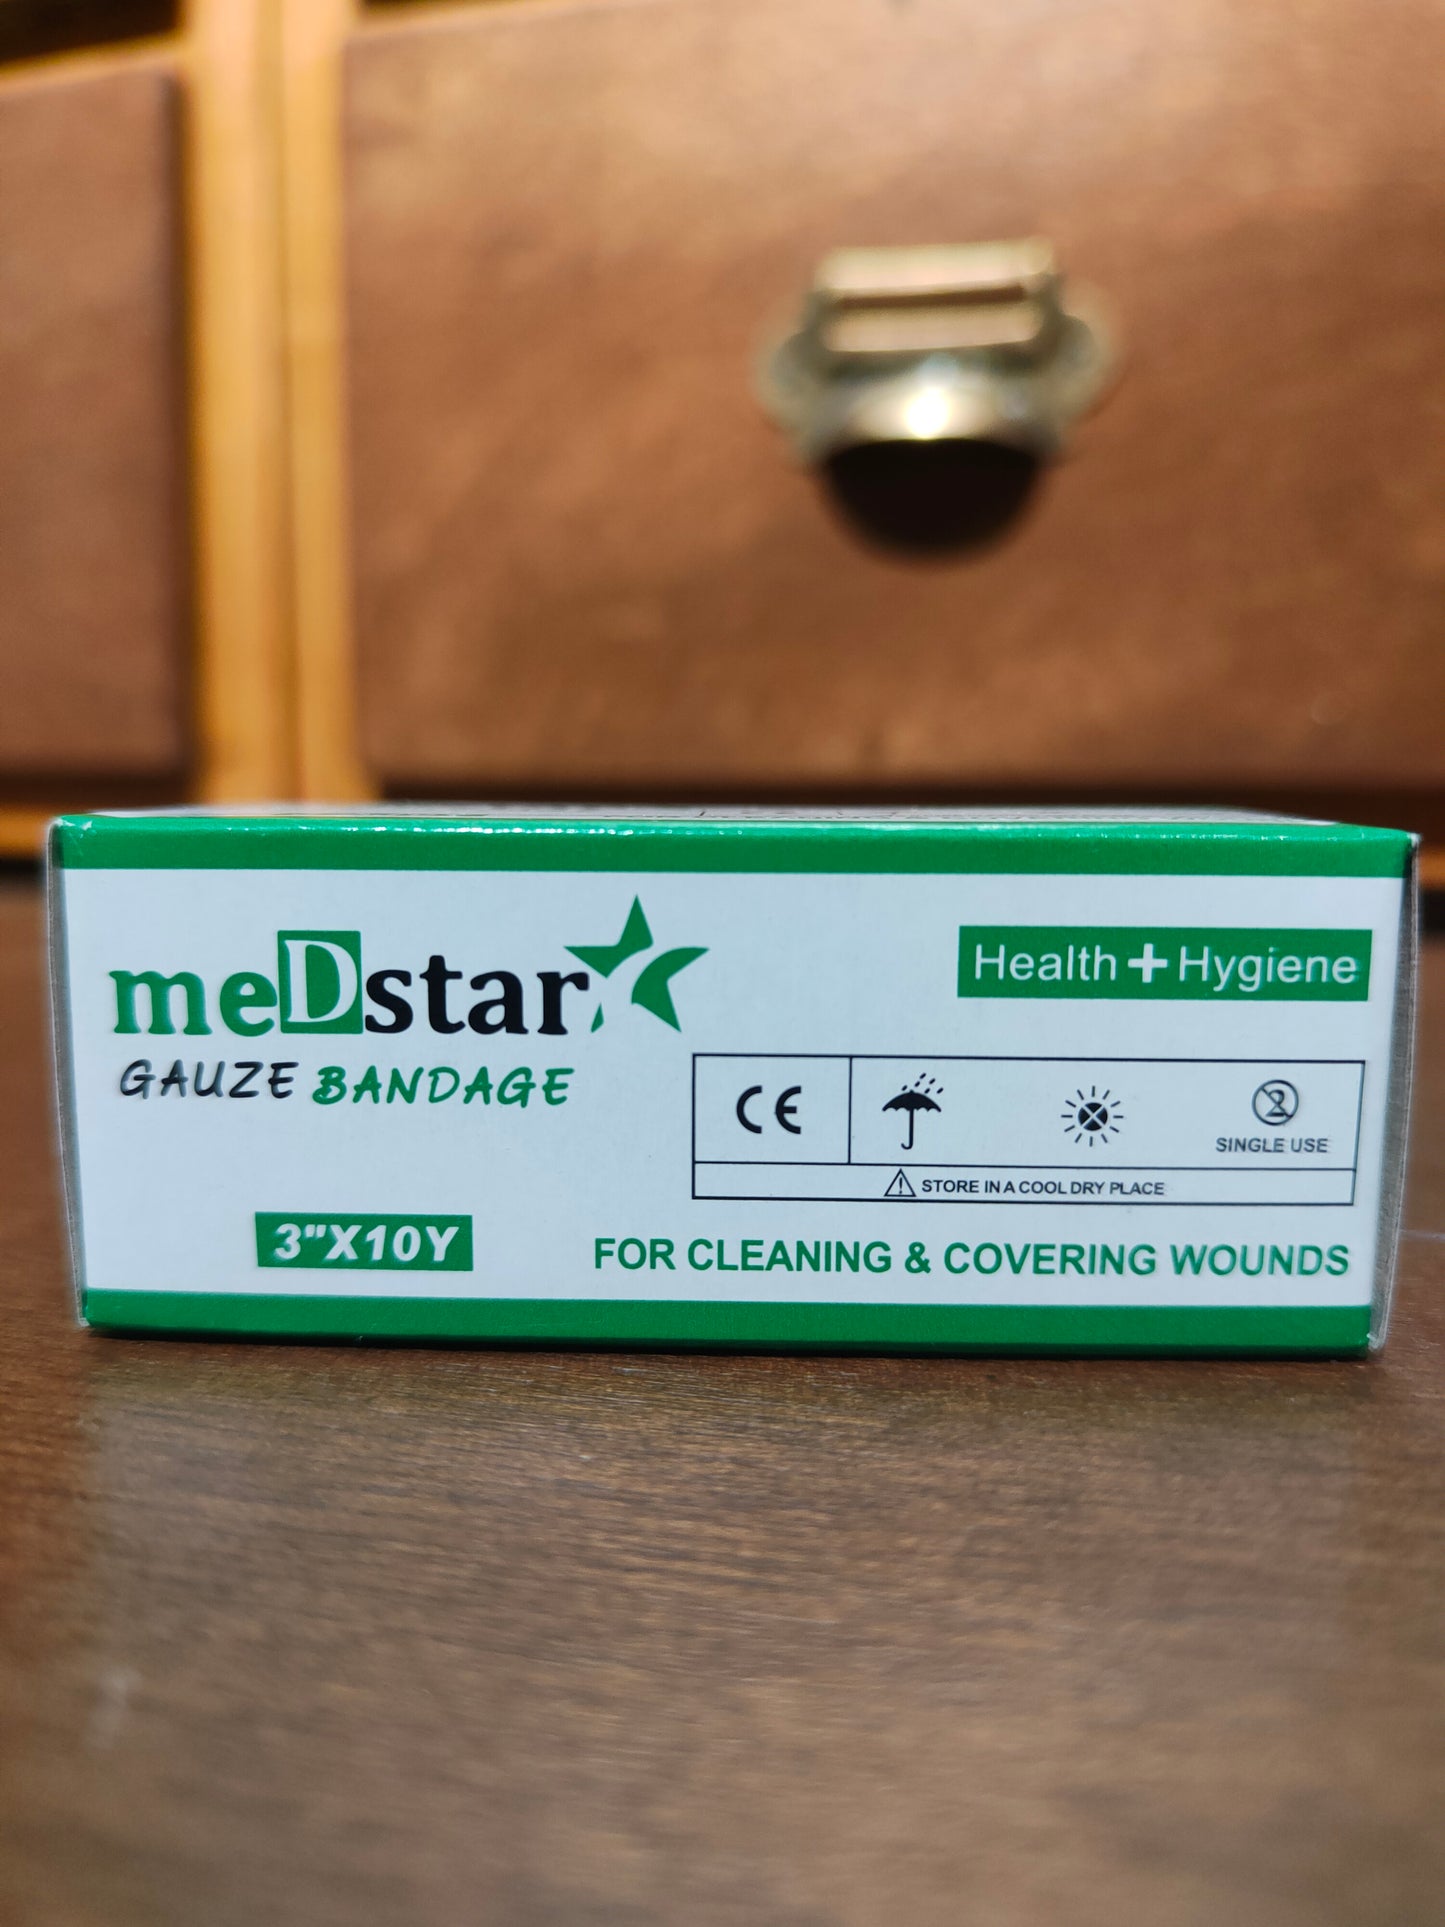 meDstar
GAUZE BANDAGE
Health + Hygiene
CE
2
SINGLE USE
STORE IN A COOL DRY PLACE
3"X10Y
FOR CLEANING & COVERING WOUNDS